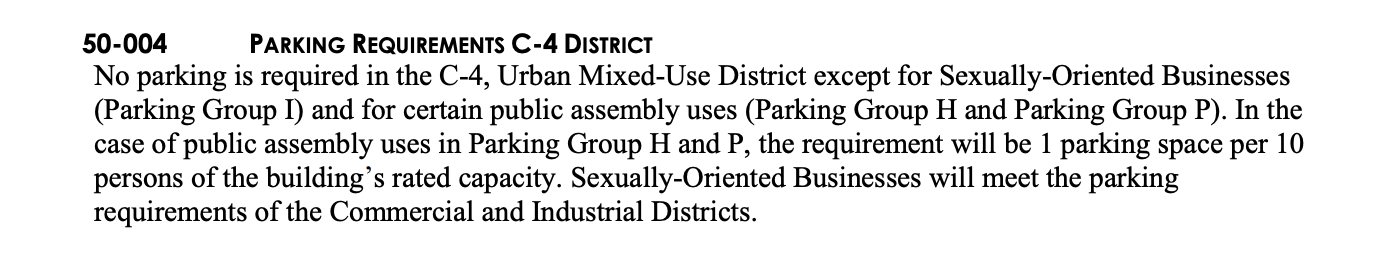 50-004 PARKING REQUIREMENTS C-4 DISTRICT
No parking is required in the C-4, Urban Mixed-Use District except for Sexually-Oriented Businesses
(Parking Group I) and for certain public assembly uses (Parking Group H and Parking Group P). In the
case of public assembly uses in Parking Group H and P, the requirement will be 1 parking space per 10
persons of the building’s rated capacity. Sexually-Oriented Businesses will meet the parking
requirements of the Commercial and Industrial Districts.